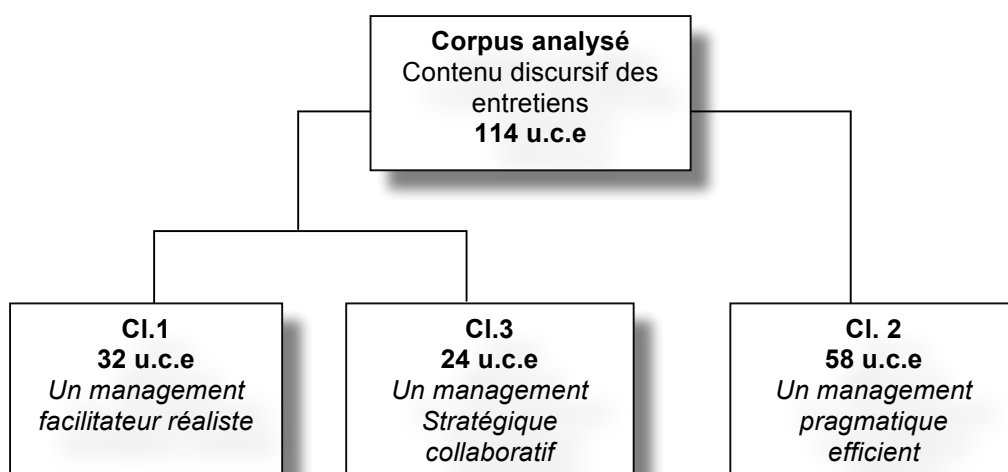 Corpus analysé
Contenu discursif des
entretiens
114 u.c.e
Cl.1
32 u.c.e
Un management
facilitateur réaliste
Cl.3
24 u.c.e
Un management
Stratégique
collaboratif
Cl. 2
58 u.c.e
Un management
pragmatique
efficient